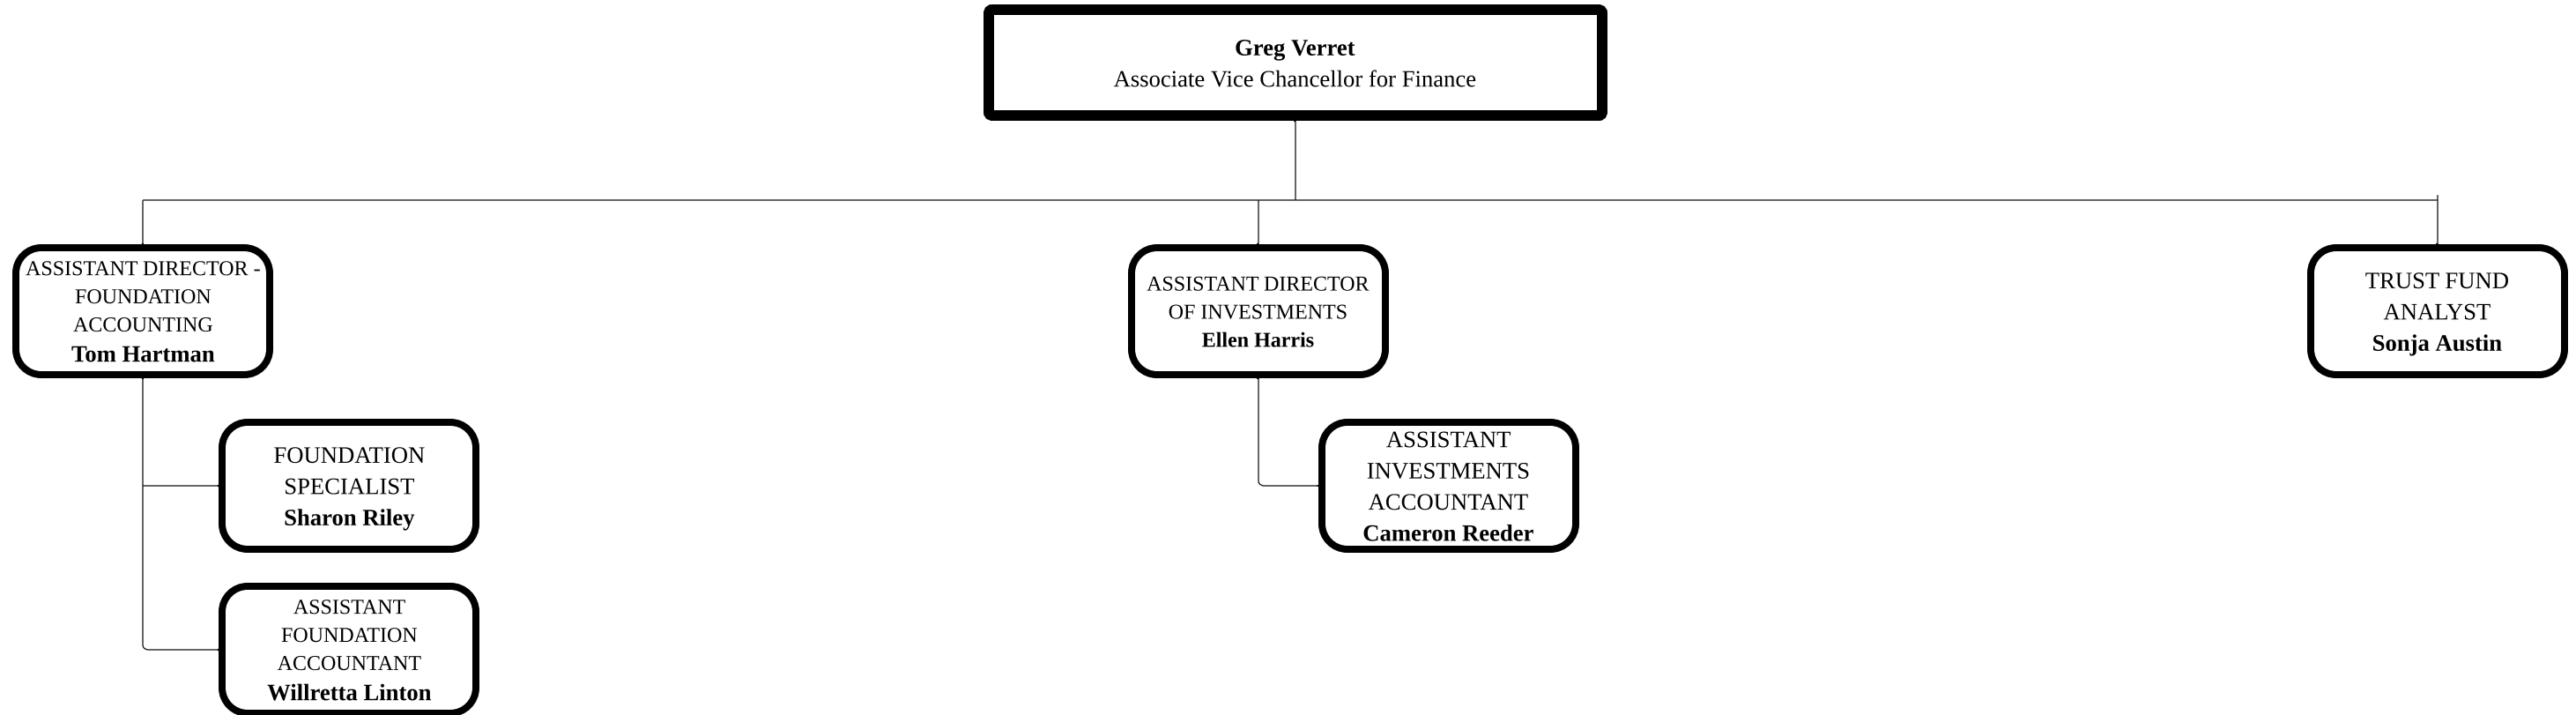 Greg Verret
Associate Vice Chancellor for Finance
ASSISTANT DIRECTOR -
FOUNDATION
ACCOUNTING
Tom Hartman
ASSISTANT DIRECTOR
OF INVESTMENTS
Ellen Harris
TRUST FUND
ANALYST
Sonja Austin
FOUNDATION
SPECIALIST
Sharon Riley
ASSISTANT
INVESTMENTS
ACCOUNTANT
Cameron Reeder
ASSISTANT
FOUNDATION
ACCOUNTANT
Willretta Linton